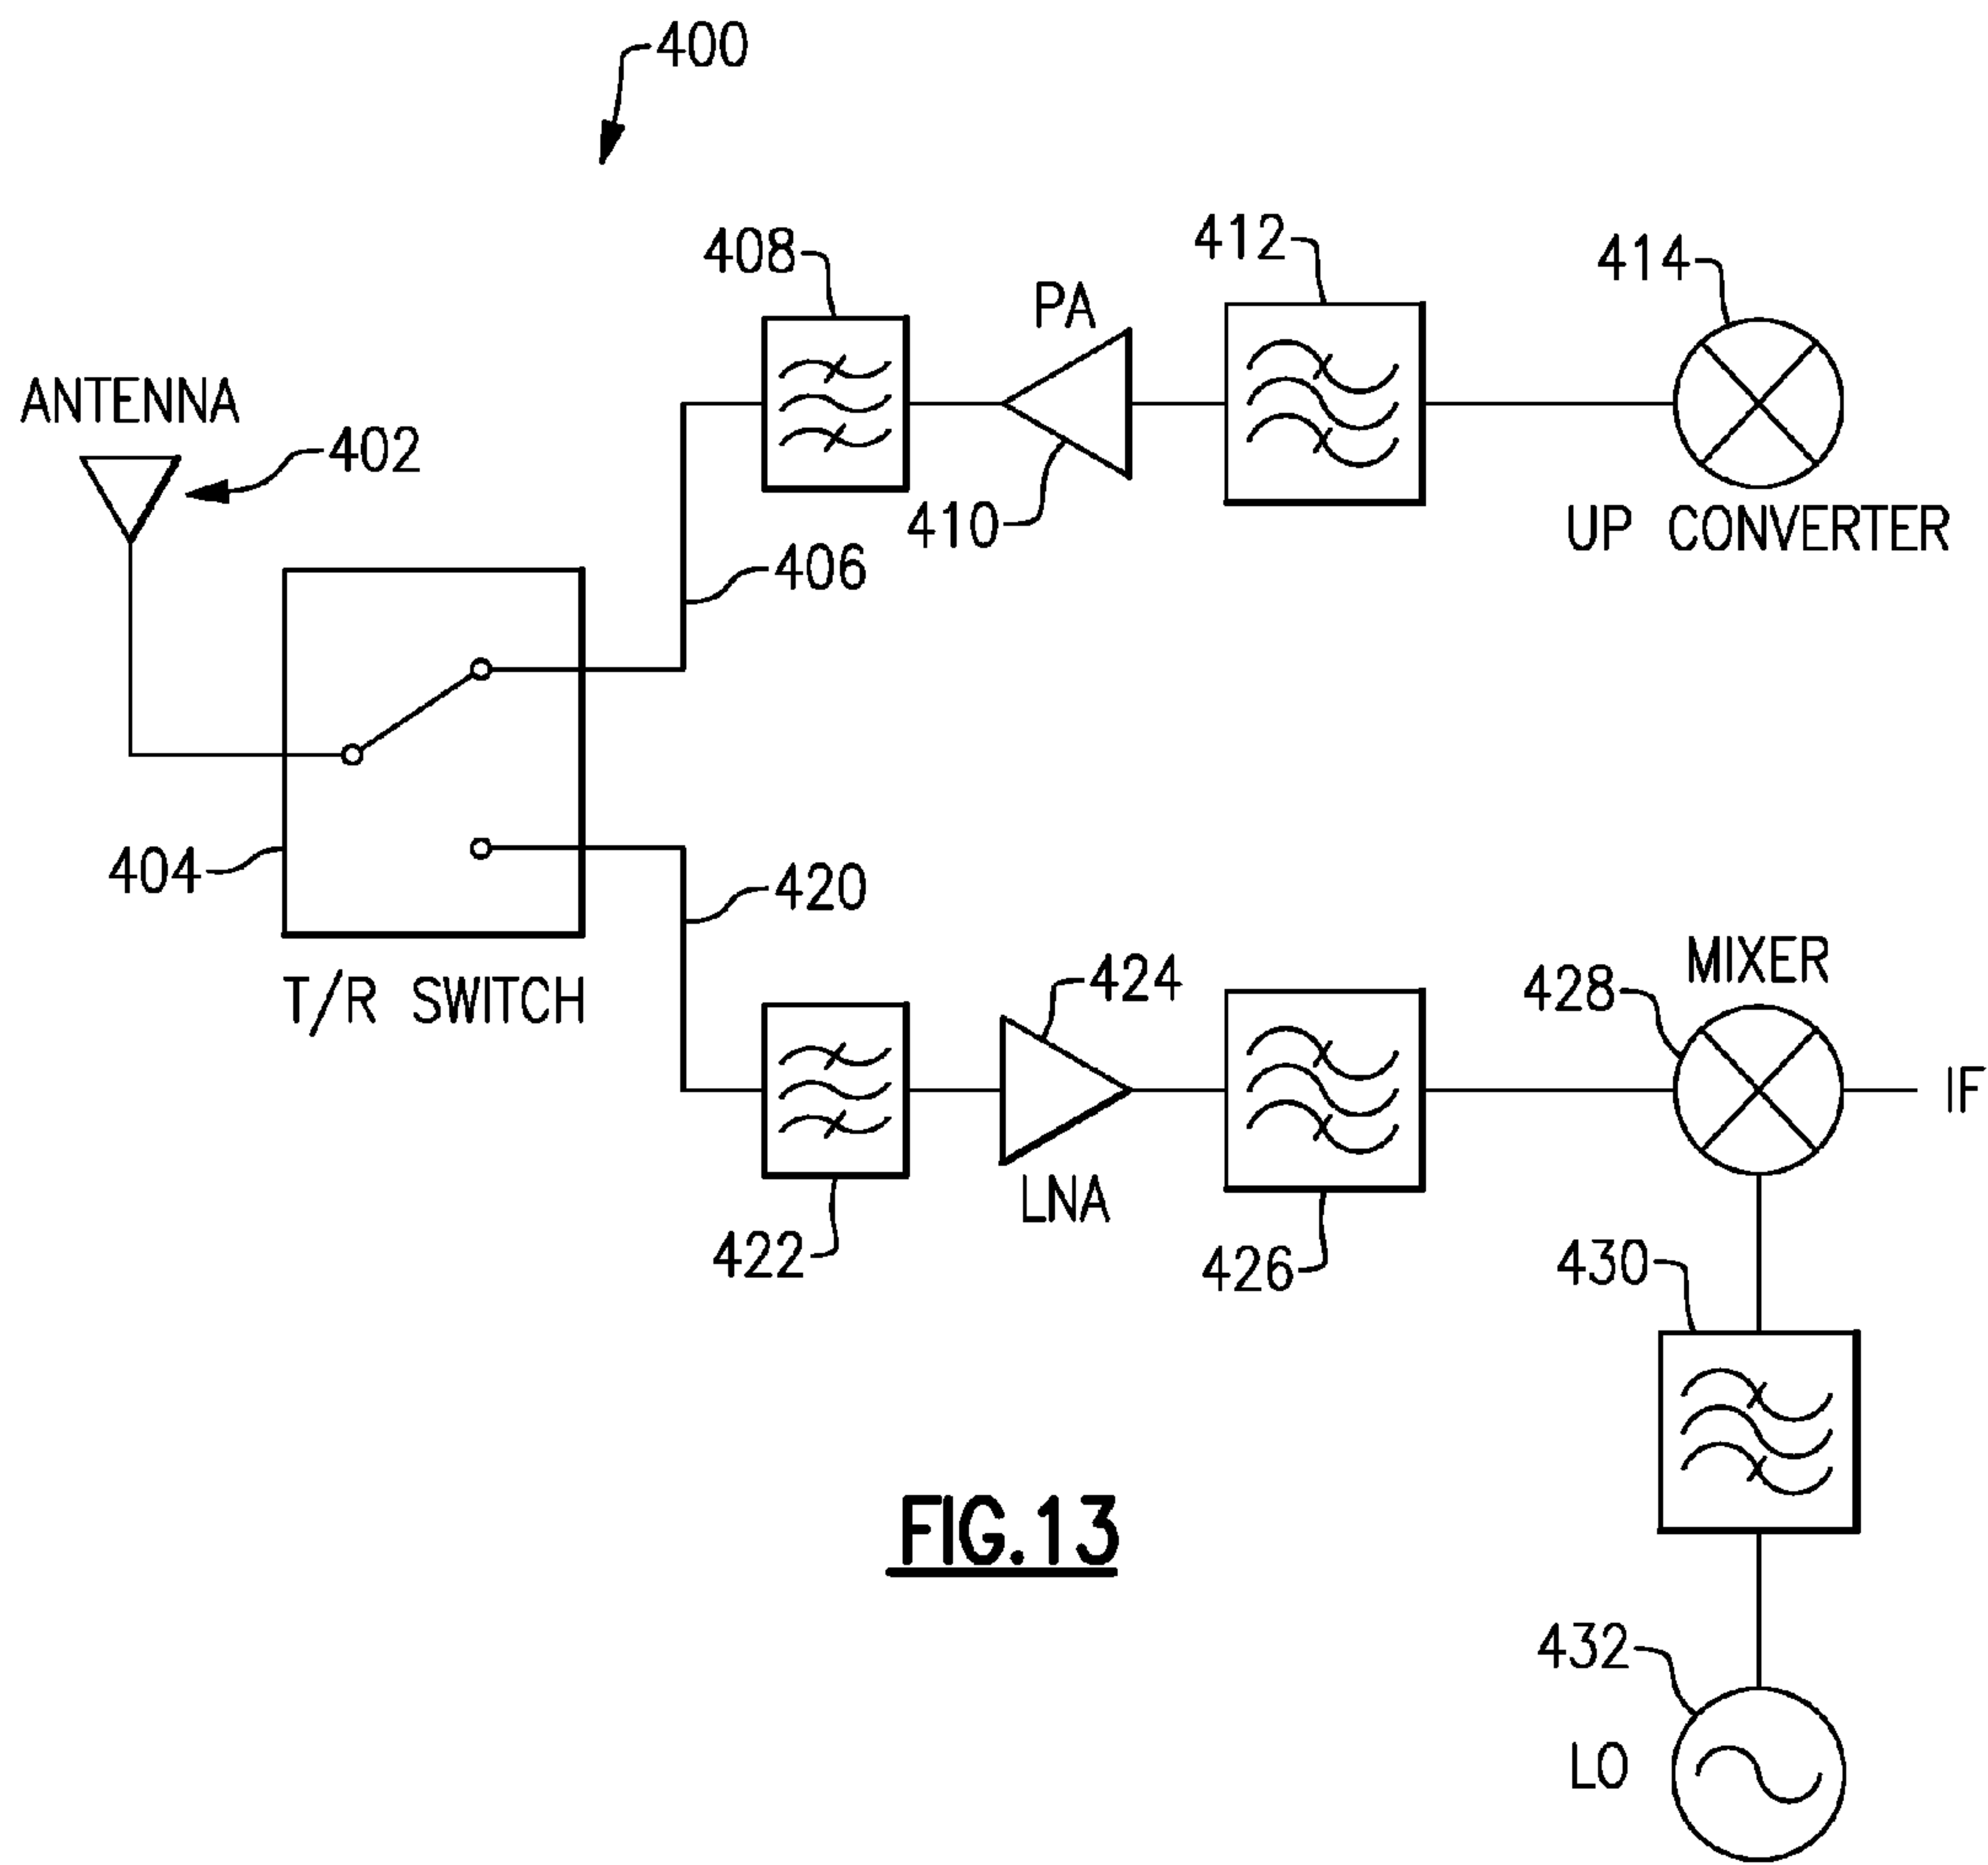 400
408
412
414
PA
ANTENNA
402
410
UP CONVERTER
406
404
420
T/R SWITCH
424
428
MIXER
IF
422
LNA
426
430
FIG.13
432
LO